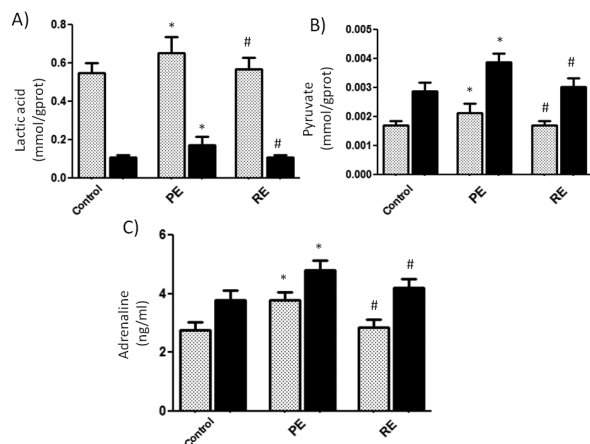 A)
Lactic acid
(mmol/gprot)
0.8
0.6
0.4
0.2
0.0
*
*
#
#
Control
PE
RE
B)
Pyruvate
(mmol/gprot)
0.005
0.004
0.003
0.002
0.001
0.000
*
*
#
#
Control
PE
RE
C)
Adrenaline
(ng/ml)
6
4
2
0
*
*
#
#
Control
PE
RE